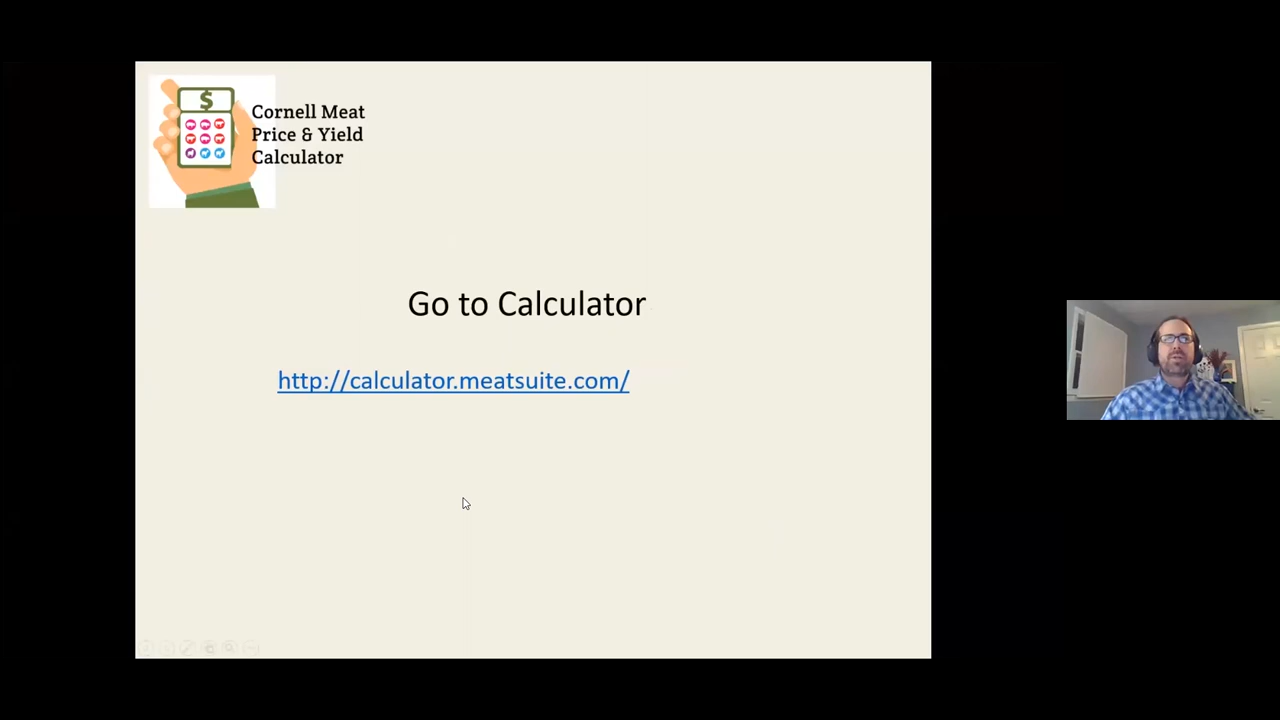 $
Cornell Meat
Price & Yield
Calculator
Go to Calculator
http://calculator.meatsuite.com/